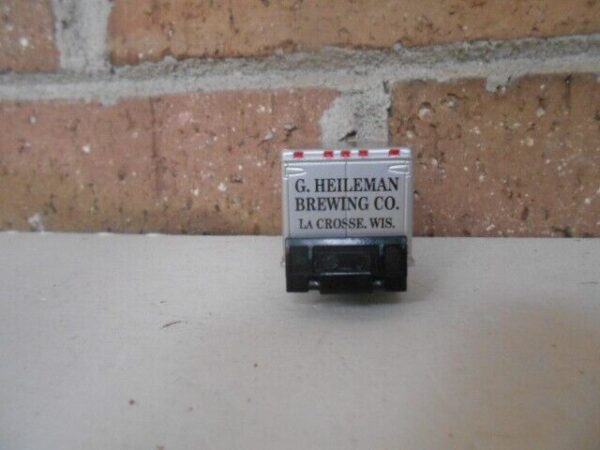 G. HEILEMAN
BREWING CO.
LA CROSSE, WIS.